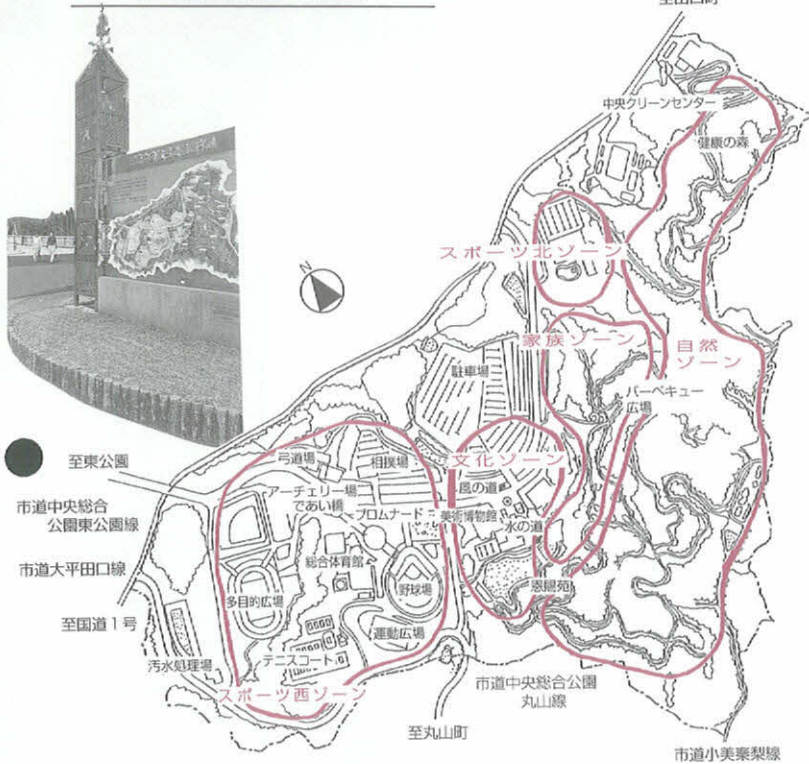 中央クリーンセンター
健康の森
スポーツ北ゾーン
家族ゾーン
自然
ゾーン
駐車場
バーベキュー
広場
至東公園
弓道場
相撲場
文化ゾーン
風の道
市道中央総合
公園東公園線
アーチェリー場
であい橋
プロムナード
美術博物館
水の道
市道大平田口線
総合体育館
多目的広場
野球場
恩賜苑
至国道1号
運動広場
汚水処理場
テニスコート
スポーツ西ゾーン
市道中央総合公園
丸山線
至丸山町
市道小美秦梨線
N